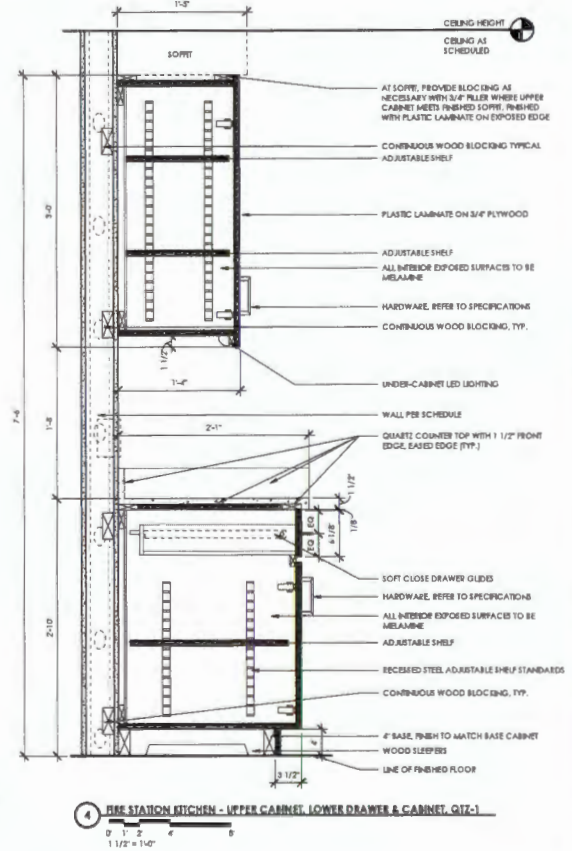 1'-5"
CEILING HEIGHT
CEILING AS
SCHEDULED
SOFFIT
AT SOFFIT, PROVIDE BLOCKING AS
NECESSARY WITH 3/4" FILLER WHERE UPPER
CABINET MEETS FINISHED SOFFIT. FINISHED
WITH PLASTIC LAMINATE ON EXPOSED EDGE
CONTINUOUS WOOD BLOCKING TYPICAL
ADJUSTABLE SHELF
3'-0"
PLASTIC LAMINATE ON 3/4" PLYWOOD
ADJUSTABLE SHELF
ALL INTERIOR EXPOSED SURFACES TO BE
MELAMINE
HARDWARE, REFER TO SPECIFICATIONS
CONTINUOUS WOOD BLOCKING, TYP.
1 1/2"
UNDER-CABINET LED LIGHTING
7'-6"
1'-8"
WALL PER SCHEDULE
2'-1"
QUARTZ COUNTER TOP WITH 1 1/2" FRONT
EDGE, EASED EDGE (TYP.)
1 1/2"
1/8"
EQ
EQ
6 1/8"
SOFT CLOSE DRAWER GLIDES
HARDWARE, REFER TO SPECIFICATIONS
ALL INTERIOR EXPOSED SURFACES TO BE
MELAMINE
2'-10"
ADJUSTABLE SHELF
RECESSED STEEL ADJUSTABLE SHELF STANDARDS
CONTINUOUS WOOD BLOCKING, TYP.
4"
4" BASE, FINISH TO MATCH BASE CABINET
WOOD SLEEPERS
LINE OF FINISHED FLOOR
3 1/2"
4 FIRE STATION KITCHEN - UPPER CABINET, LOWER DRAWER & CABINET, QTZ-1
0' 1' 2' 4' 8'
1 1/2" = 1'-0"